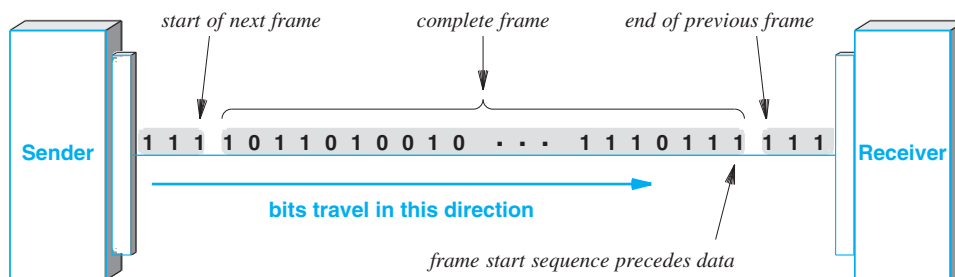 start of next frame complete frame end of previous frame
1 1 1 1 0 1 1 0 1 0 0 1 0 · · · 1 1 1 0 1 1 1 1 1 1
Sender Receiver
bits travel in this direction
frame start sequence precedes data